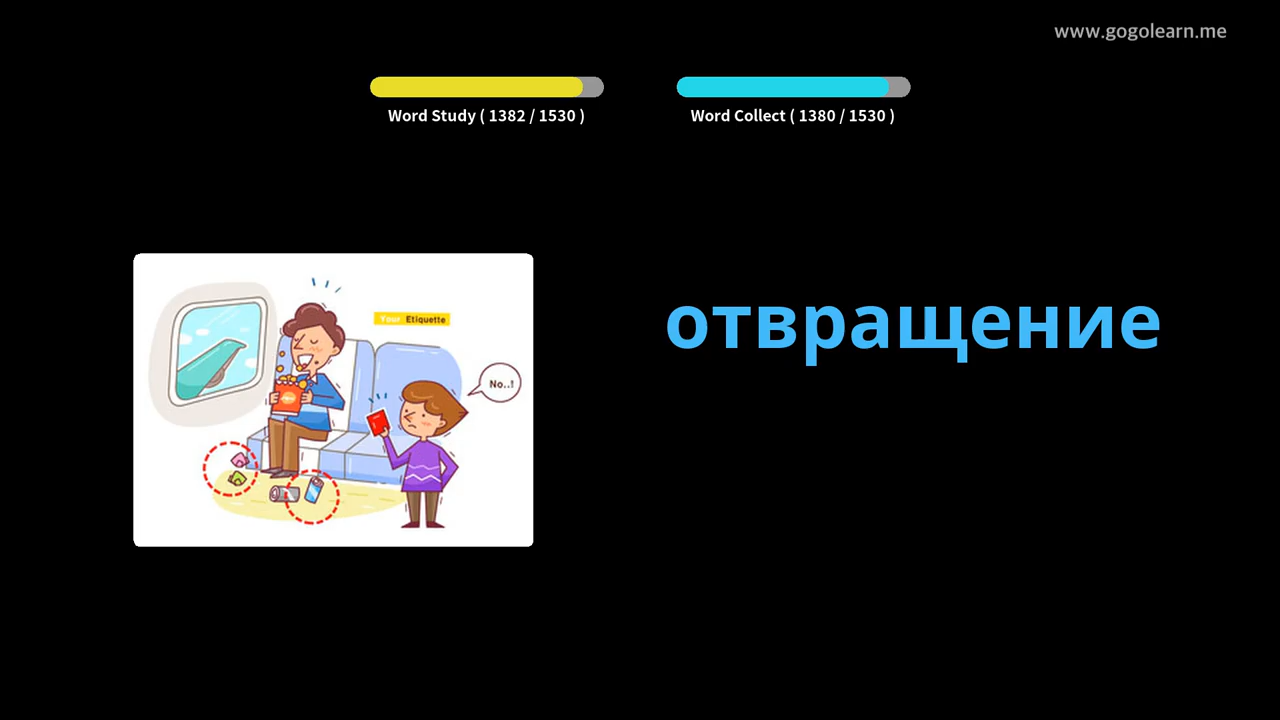 www.gogolearn.me
Word Study ( 1382 / 1530 )
Word Collect ( 1380 / 1530 )
Your Etiquette
No..!
отвращение